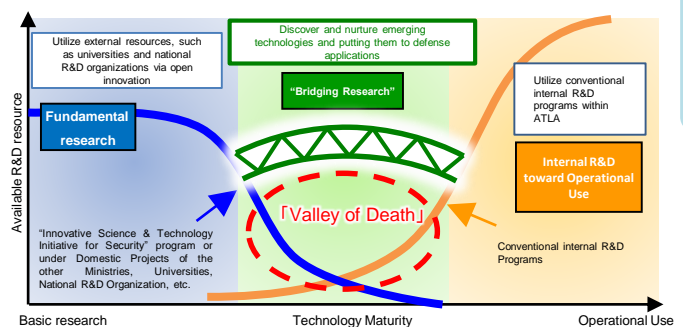 Discover and nurture emerging
technologies and putting them to defense
applications
Utilize external resources, such
as universities and national
R&D organizations via open
innovation
Utilize conventional
internal R&D
programs within
ATLA
"Bridging Research"
Fundamental
research
Internal R&D
toward Operational
Use
Available R&D resource
「Valley of Death」
"Innovative Science & Technology
Initiative for Security" program or
under Domestic Projects of the
other Ministries, Universities,
National R&D Organization, etc.
Conventional internal R&D
Programs
Basic research
Technology Maturity
Operational Use